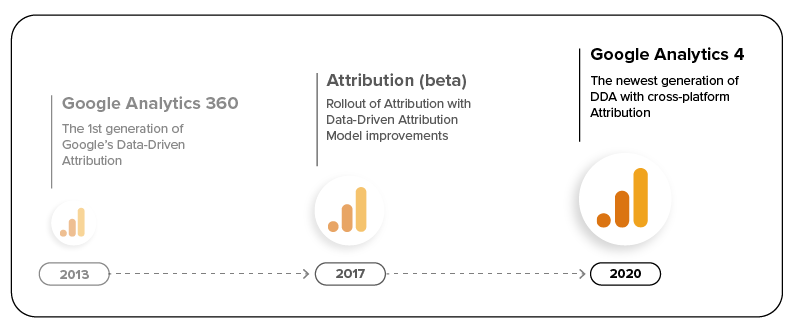 Google Analytics 360
The 1st generation of
Google's Data-Driven
Attribution
2013
Attribution (beta)
Rollout of Attribution with
Data-Driven Attribution
Model improvements
2017
Google Analytics 4
The newest generation of
DDA with cross-platform
Attribution
2020